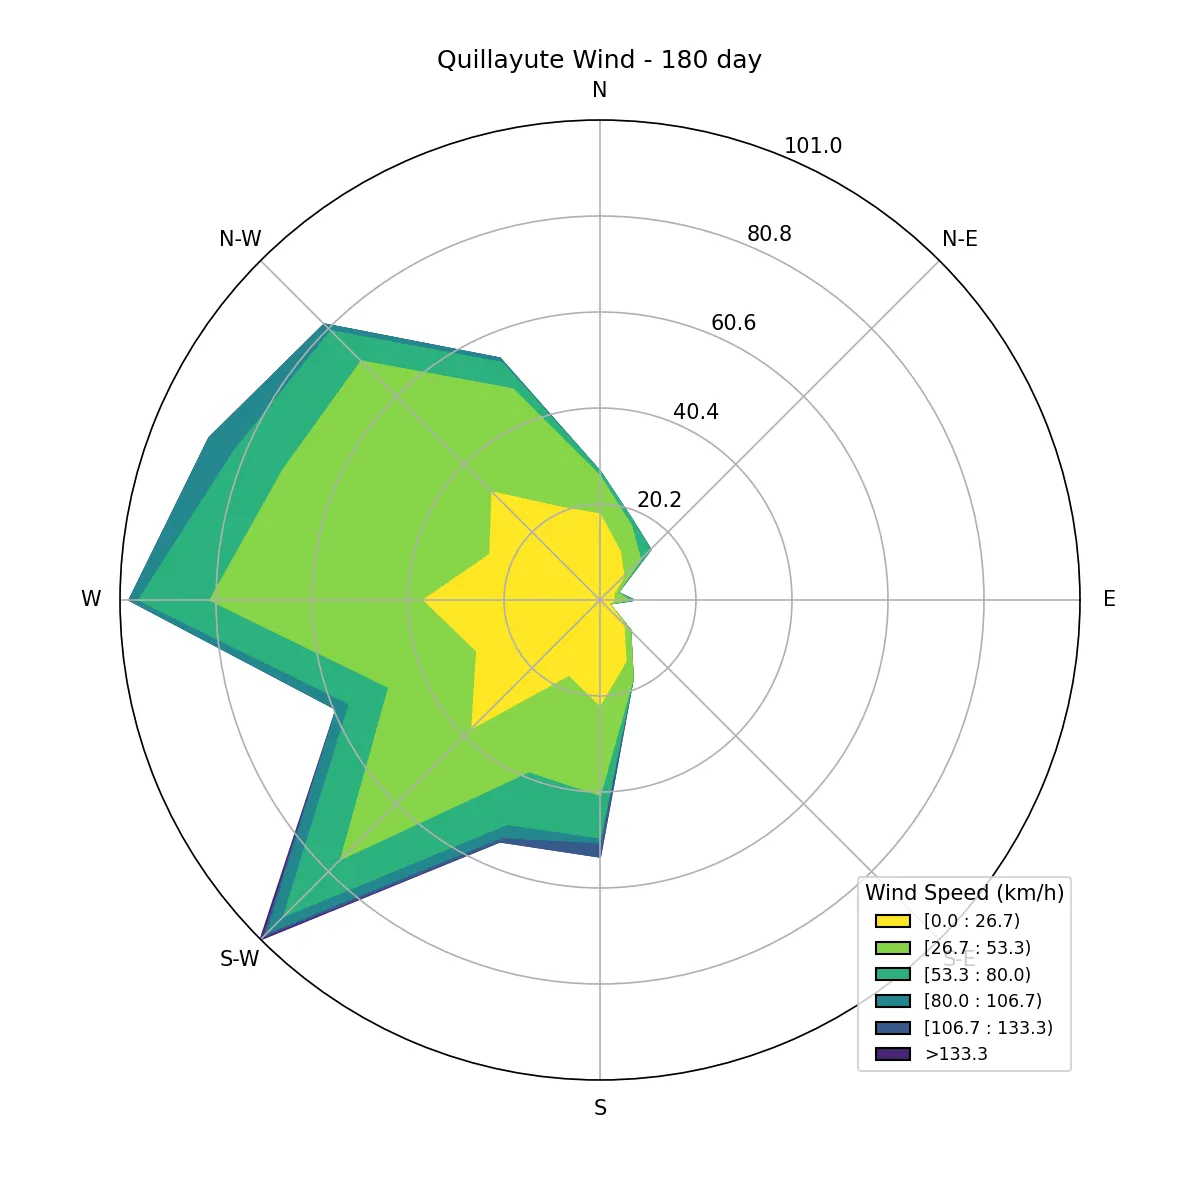 Quillayute Wind - 180 day
N
101.0
80.8
N-W
N-E
60.6
40.4
20.2
W
E
S-W
S-E
Wind Speed (km/h)
[0.0 : 26.7)
[26.7 : 53.3)
[53.3 : 80.0)
[80.0 : 106.7)
[106.7 : 133.3)
>133.3
S